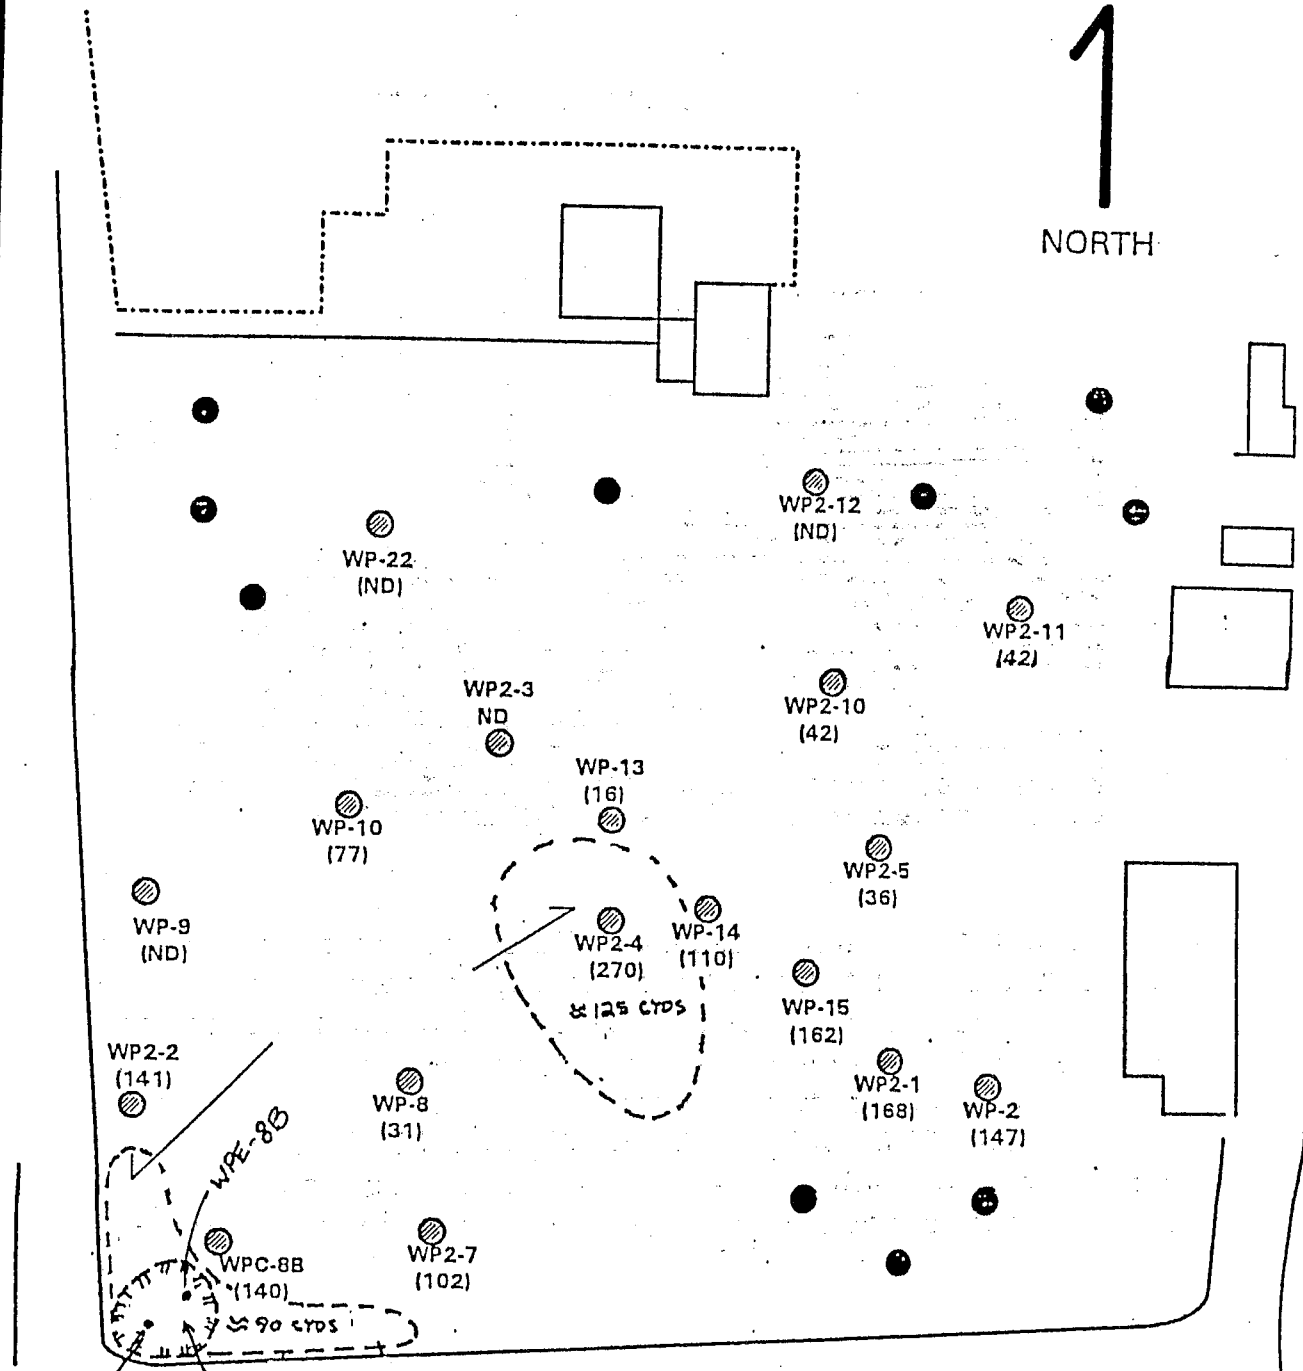 NORTH
WP2-12
(ND)
WP-22
(ND)
WP2-11
(42)
WP2-3
ND
WP2-10
(42)
WP-13
(16)
WP-10
(77)
WP2-5
(36)
WP-9
(ND)
WP2-4
(270)
WP-14
(110)
≈ 125 CYDS
WP-15
(162)
WP2-2
(141)
WP-8
(31)
WP2-1
(168)
WP-2
(147)
WPE-8B
WP2-7
(102)
WPC-8B
(140)
≈ 90 CYDS